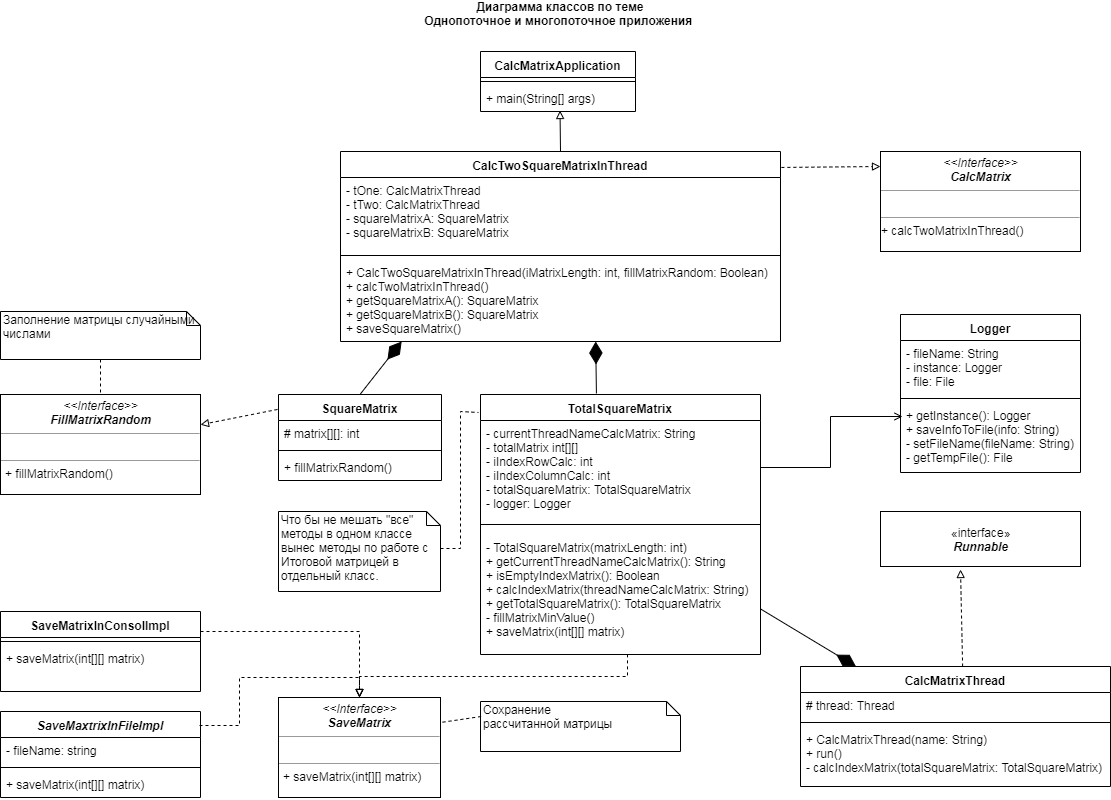 Диаграмма классов по теме
Однопоточное и многопоточное приложения
CalcMatrixApplication
+ main(String[] args)
CalcTwoSquareMatrixInThread
- tOne: CalcMatrixThread
- tTwo: CalcMatrixThread
- squareMatrixA: SquareMatrix
- squareMatrixB: SquareMatrix
+ CalcTwoSquareMatrixInThread(iMatrixLength: int, fillMatrixRandom: Boolean)
+ calcTwoMatrixInThread()
+ getSquareMatrixA(): SquareMatrix
+ getSquareMatrixB(): SquareMatrix
+ saveSquareMatrix()
<<Interface>>
CalcMatrix
+ calcTwoMatrixInThread()
Заполнение матрицы случайными
числами
<<Interface>>
FillMatrixRandom
+ fillMatrixRandom()
SquareMatrix
# matrix[][]: int
+ fillMatrixRandom()
TotalSquareMatrix
- currentThreadNameCalcMatrix: String
- totalMatrix int[][]
- iIndexRowCalc: int
- iIndexColumnCalc: int
- totalSquareMatrix: TotalSquareMatrix
- logger: Logger
- TotalSquareMatrix(matrixLength: int)
+ getCurrentThreadNameCalcMatrix(): String
+ isEmptyIndexMatrix(): Boolean
+ calcIndexMatrix(threadNameCalcMatrix: String)
+ getTotalSquareMatrix(): TotalSquareMatrix
- fillMatrixMinValue()
+ saveMatrix(int[][] matrix)
Logger
- fileName: String
- instance: Logger
- file: File
+ getInstance(): Logger
+ saveInfoToFile(info: String)
- setFileName(fileName: String)
- getTempFile(): File
Что бы не мешать "все"
методы в одном классе
вынес методы по работе с
Итоговой матрицей в
отдельный класс.
«interface»
Runnable
SaveMatrixInConsolImpl
+ saveMatrix(int[][] matrix)
SaveMaxtrixInFileImpl
- fileName: string
+ saveMatrix(int[][] matrix)
<<Interface>>
SaveMatrix
+ saveMatrix(int[][] matrix)
Сохранение
рассчитанной матрицы
CalcMatrixThread
# thread: Thread
+ CalcMatrixThread(name: String)
+ run()
- calcIndexMatrix(totalSquareMatrix: TotalSquareMatrix)